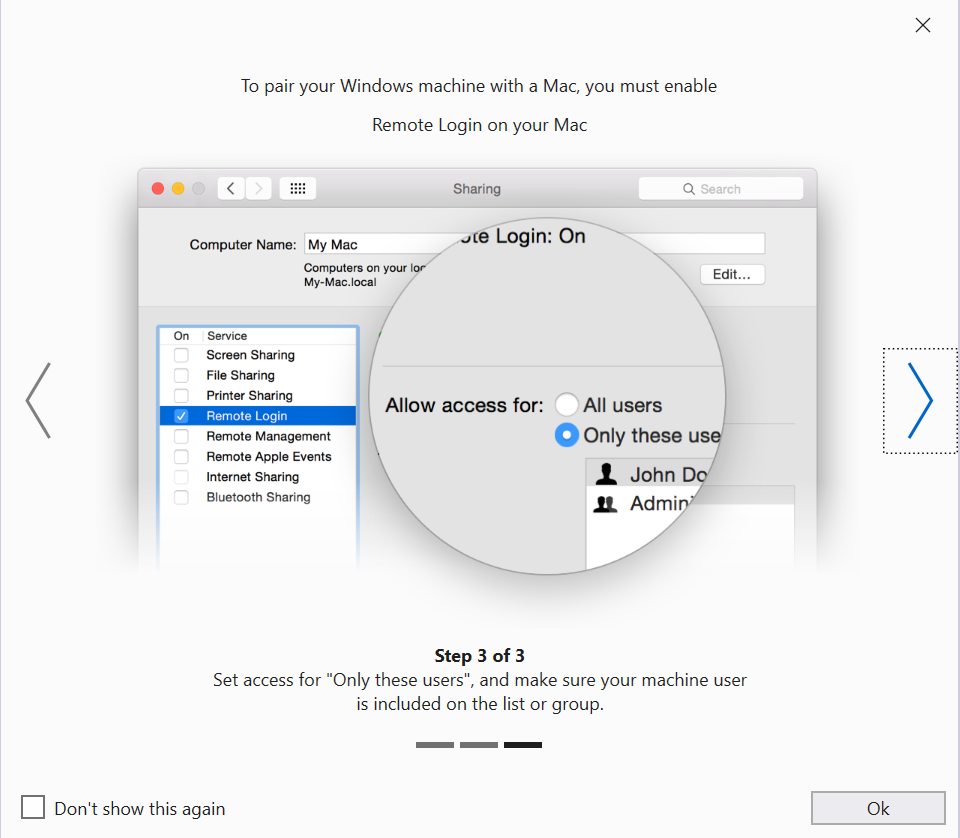 To pair your Windows machine with a Mac, you must enable
Remote Login on your Mac
Sharing
Search
Computer Name: My Mac
Computers on your loc
My-Mac.local
Edit...
On Service
Screen Sharing
File Sharing
Printer Sharing
Remote Login
Remote Management
Remote Apple Events
Internet Sharing
Bluetooth Sharing
ote Login: On
Allow access for: All users
Only these use
John Do
Admin
Step 3 of 3
Set access for "Only these users", and make sure your machine user
is included on the list or group.
Don't show this again
Ok